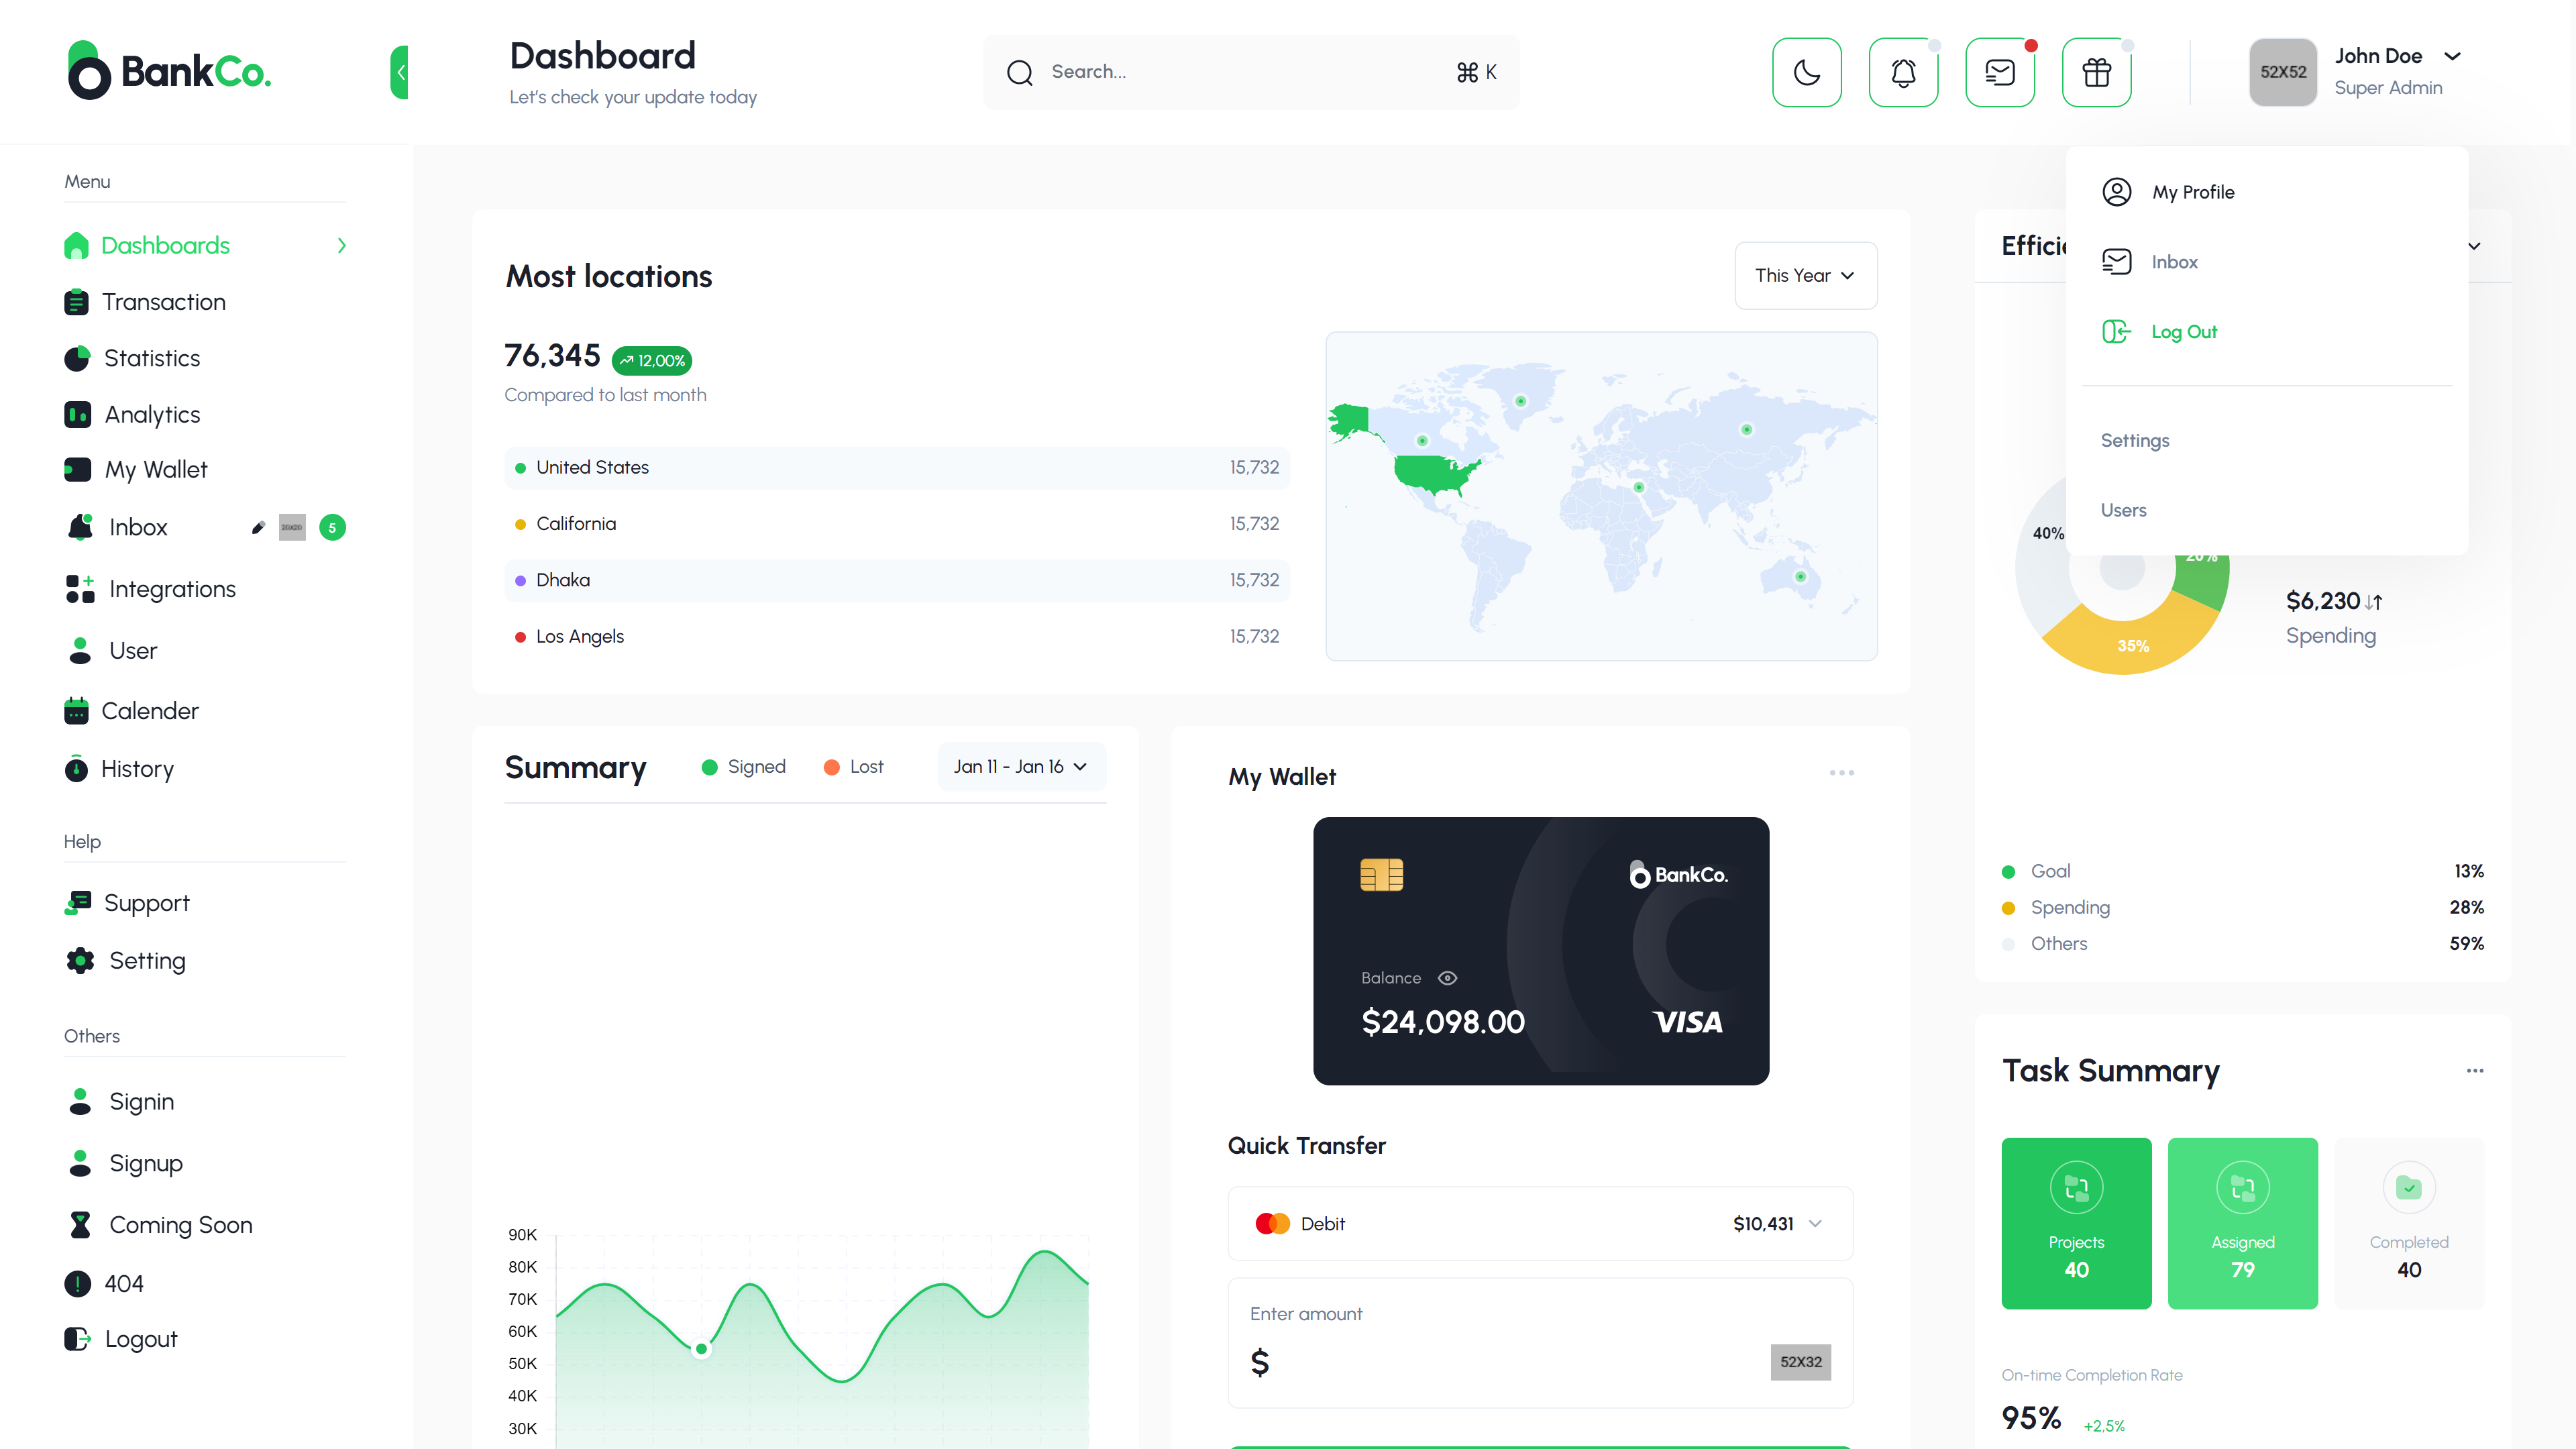 BankCo.
Dashboard
Let's check your update today
Search...
⌘ K
52X52
John Doe
Super Admin
Menu
Dashboards
Transaction
Statistics
Analytics
My Wallet
Inbox
20X20
5
Integrations
User
Calender
History
Help
Support
Setting
Others
Signin
Signup
Coming Soon
404
Logout
Most locations
This Year
76,345
12,00%
Compared to last month
United States 15,732
California 15,732
Dhaka 15,732
Los Angels 15,732
Summary
Signed
Lost
Jan 11 - Jan 16
90K
80K
70K
60K
50K
40K
30K
My Wallet
BankCo.
Balance
$24,098.00
VISA
Quick Transfer
Debit
$10,431
Enter amount
$
52X32
My Profile
Inbox
Log Out
Settings
Users
40%
20%
35%
$6,230
Spending
Goal 13%
Spending 28%
Others 59%
Task Summary
Projects
40
Assigned
79
Completed
40
On-time Completion Rate
95%
+2,5%